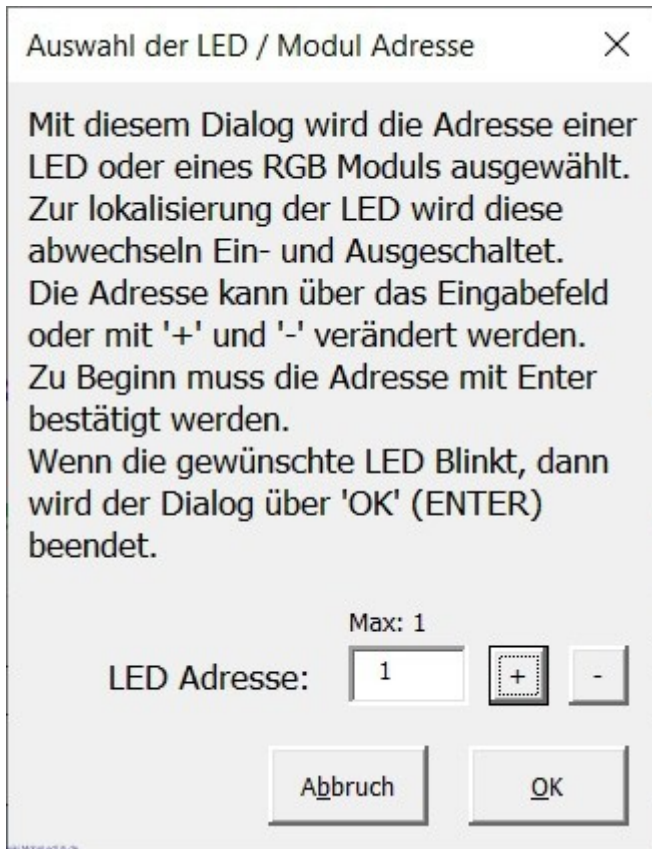 Auswahl der LED / Modul Adresse
Mit diesem Dialog wird die Adresse einer
LED oder eines RGB Moduls ausgewählt.
Zur lokalisierung der LED wird diese
abwechseln Ein- und Ausgeschaltet.
Die Adresse kann über das Eingabefeld
oder mit '+' und '-' verändert werden.
Zu Beginn muss die Adresse mit Enter
bestätigt werden.
Wenn die gewünschte LED Blinkt, dann
wird der Dialog über 'OK' (ENTER)
beendet.
Max: 1
LED Adresse: 1 + -
Abbruch OK